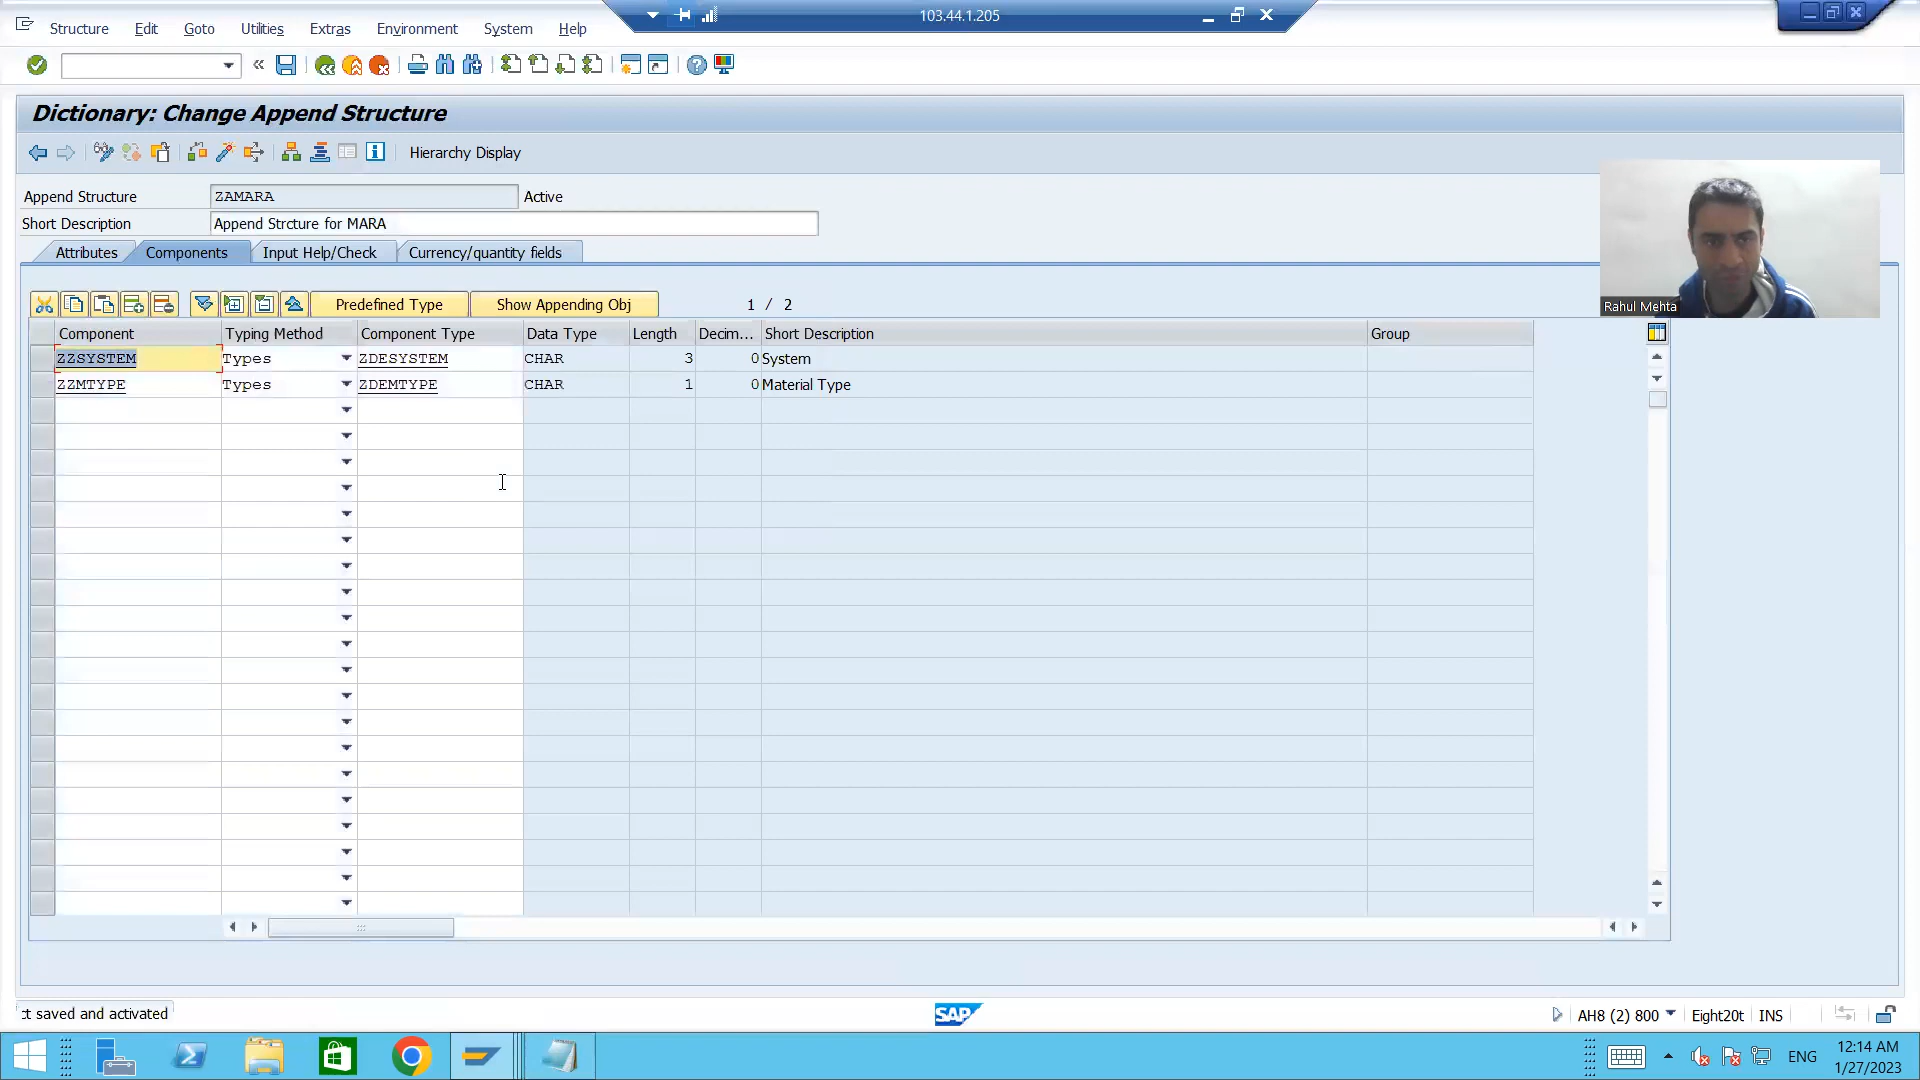 103.44.1.205
Structure Edit Goto Utilities Extras Environment System Help
Dictionary: Change Append Structure
Hierarchy Display
Append Structure ZAMARA Active
Short Description Append Strcture for MARA
Attributes Components Input Help/Check Currency/quantity fields
Predefined Type Show Appending Obj 1 / 2
Component Typing Method Component Type Data Type Length Decim... Short Description Group
ZZSYSTEM Types ZDESYSTEM CHAR 3 0 System
ZZMTYPE Types ZDEMTYPE CHAR 1 0 Material Type
Rahul Mehta
ct saved and activated
SAP
AH8 (2) 800 Eight20t INS
ENG
12:14 AM
1/27/2023